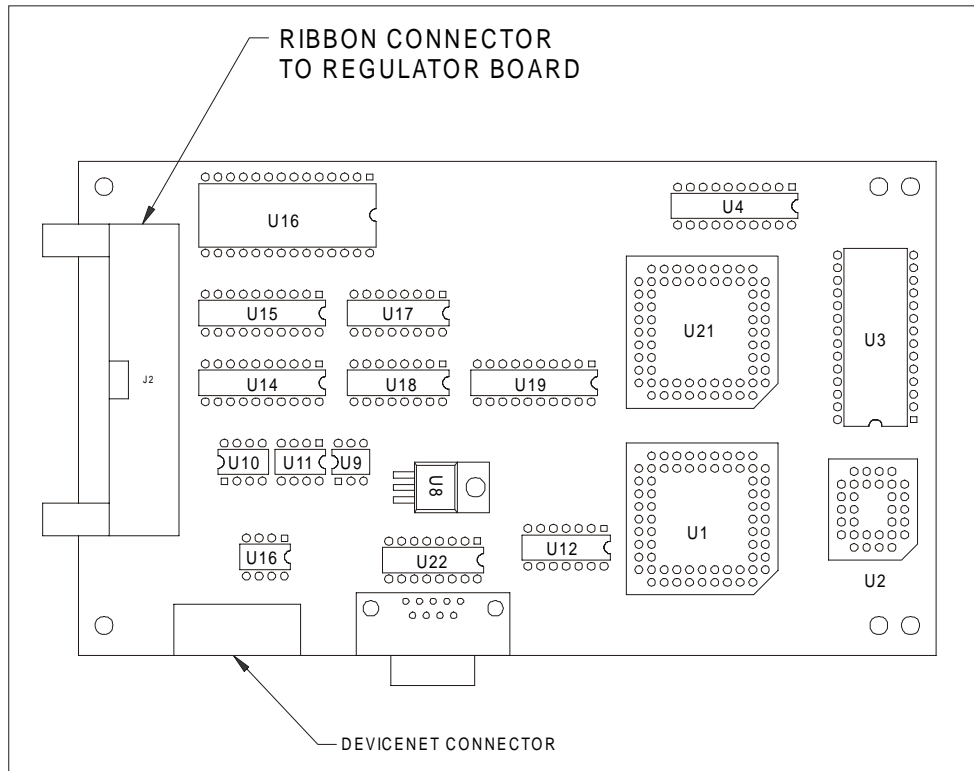 RIBBON CONNECTOR
TO REGULATOR BOARD
U16
U4
U15
U17
U21
U3
J2
U14
U18
U19
U10
U11
U9
U8
U1
U16
U22
U12
U2
DEVICENET CONNECTOR